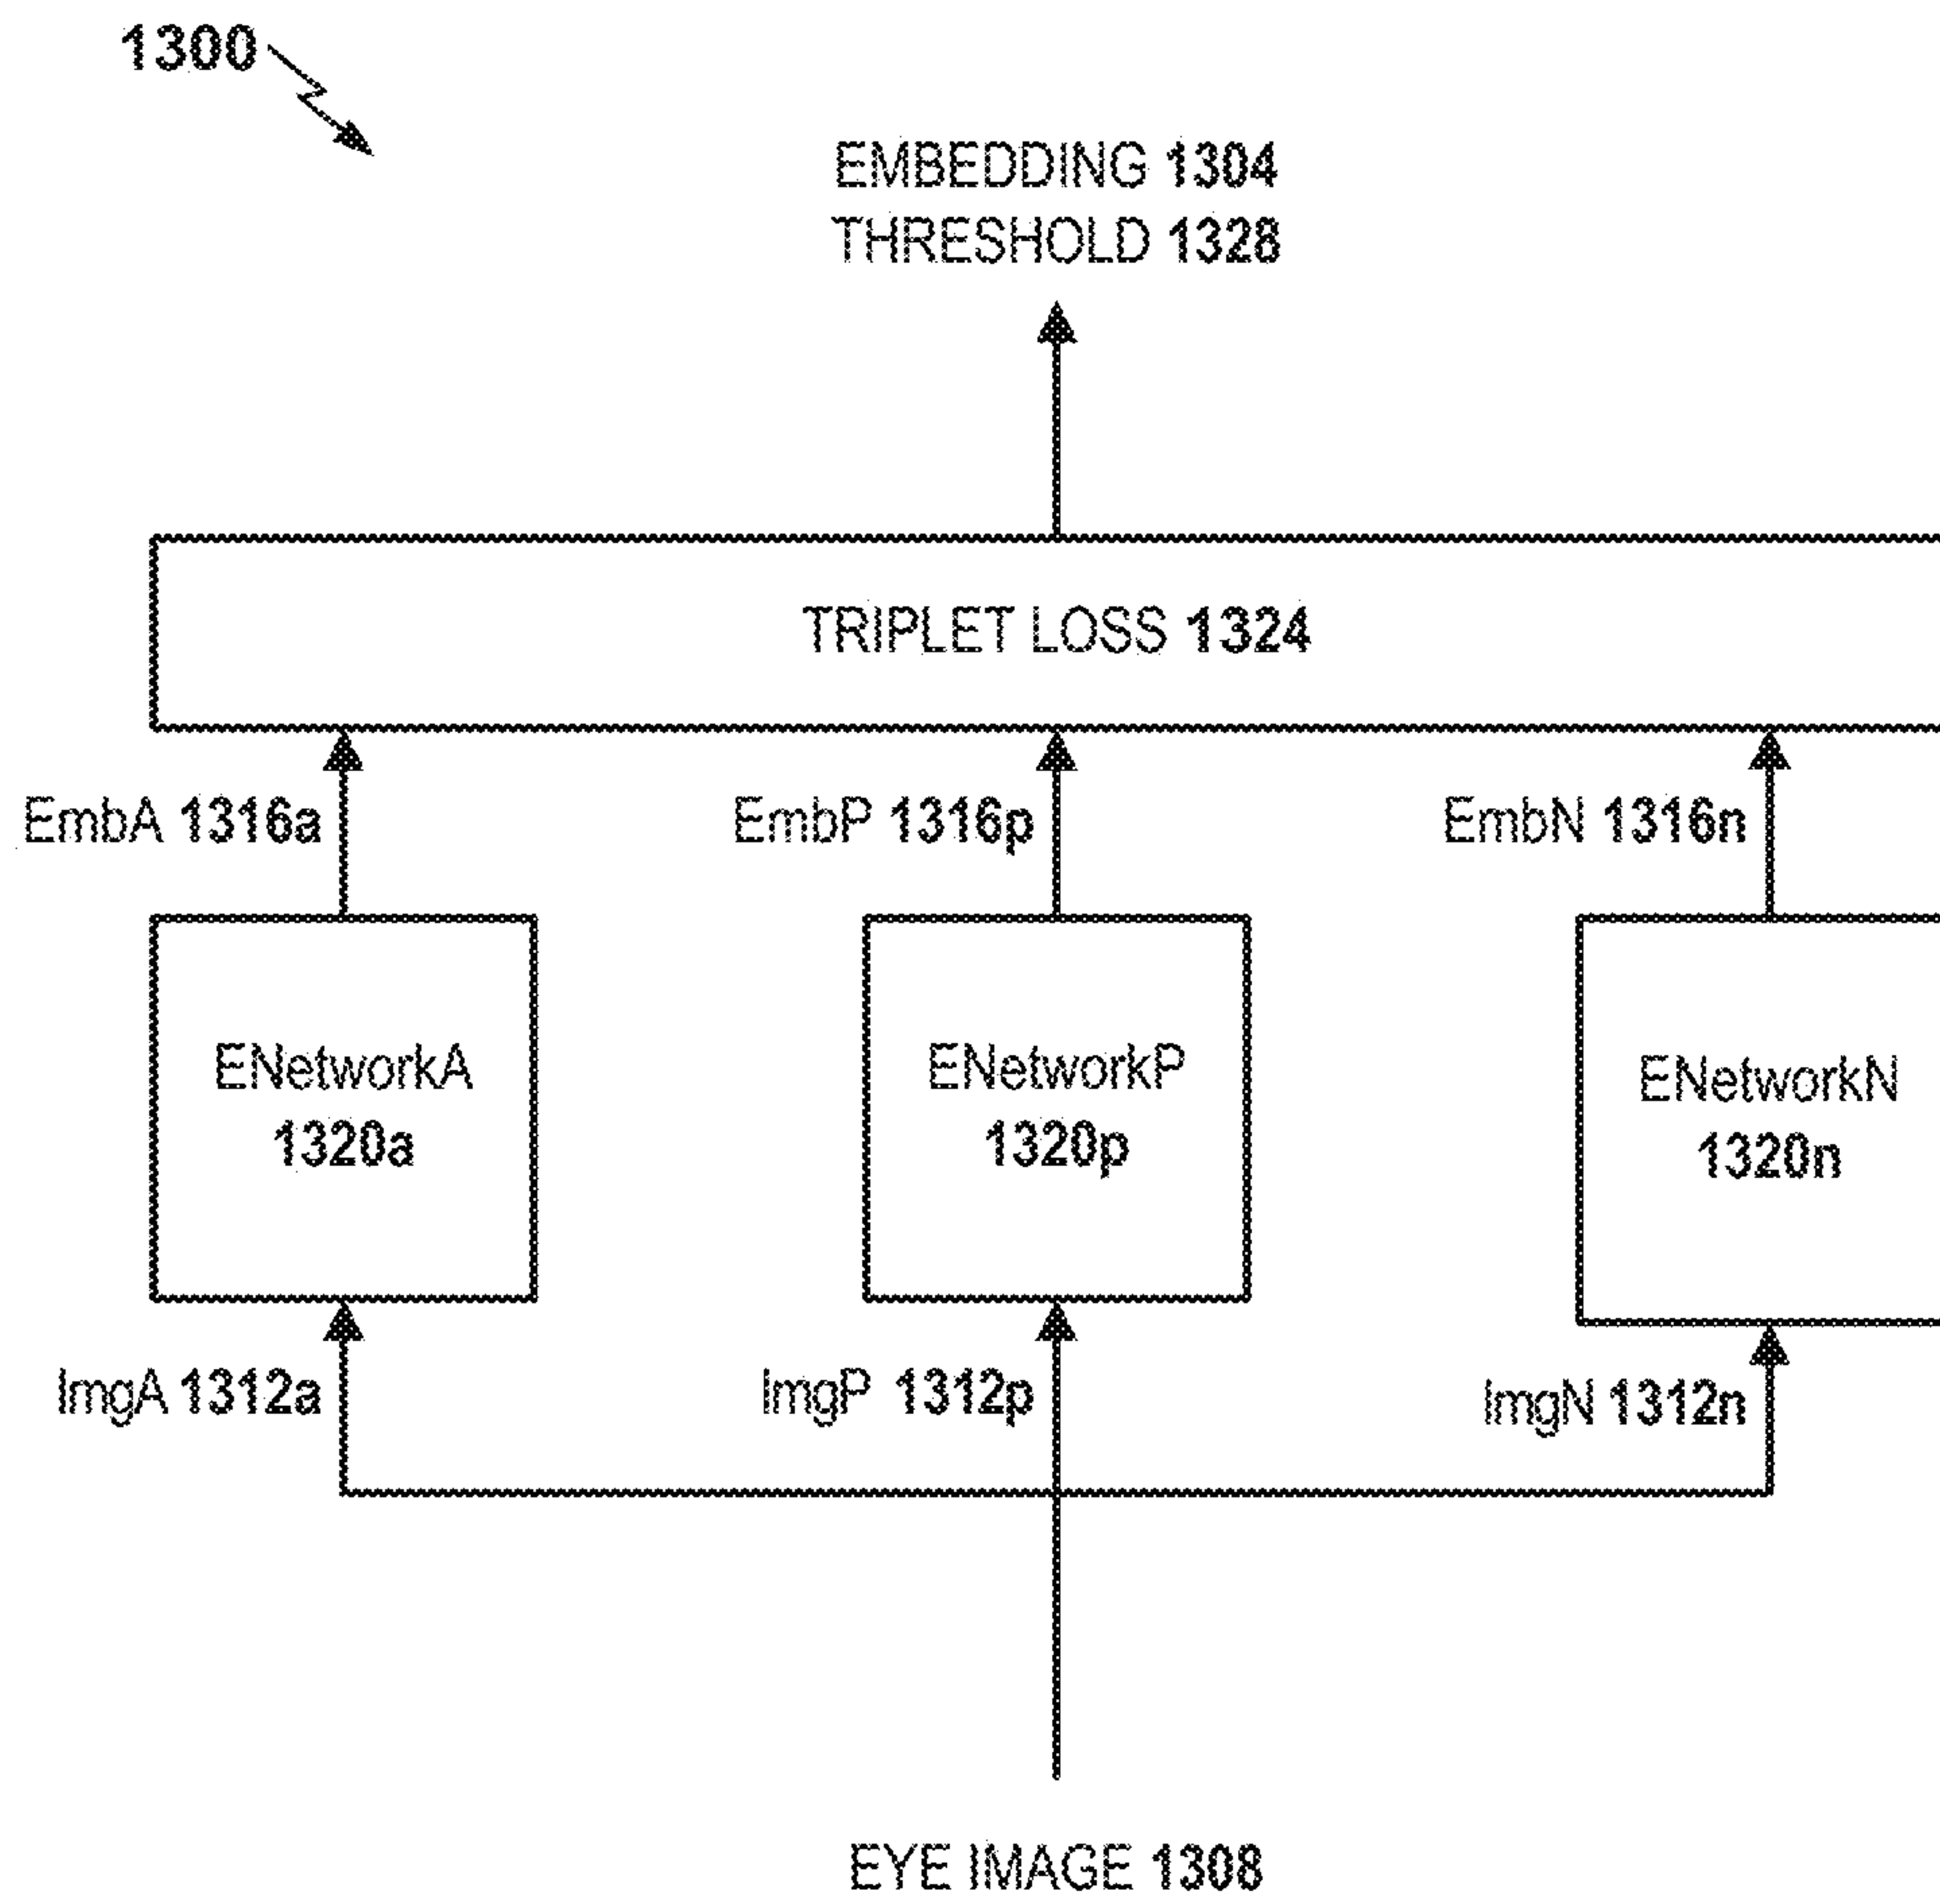 1300
EMBEDDING 1304
THRESHOLD 1328
TRIPLET LOSS 1324
EmbA 1316a
EmbP 1316p
EmbN 1316n
ENetworkA
1320a
ENetworkP
1320p
ENetworkN
1320n
ImgA 1312a
ImgP 1312p
ImgN 1312n
EYE IMAGE 1308